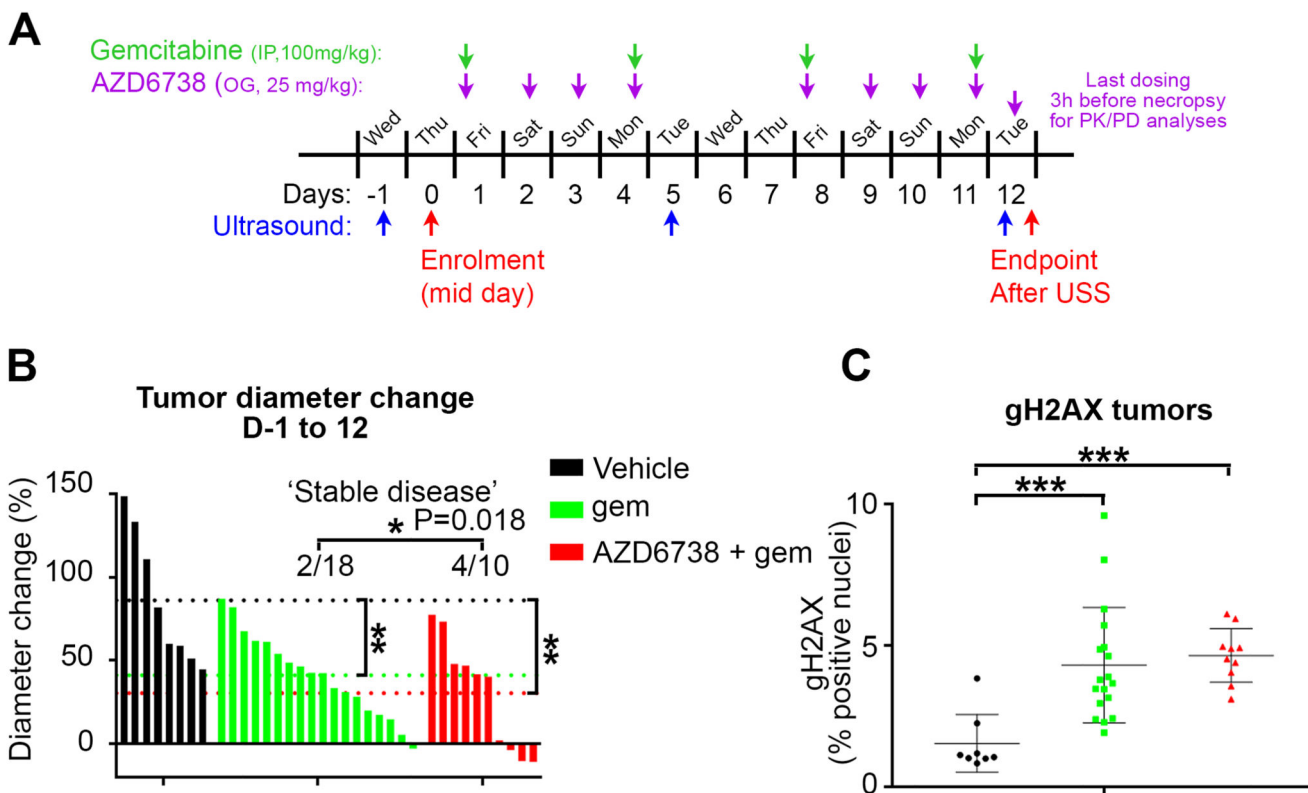 A
Gemcitabine (IP,100mg/kg):
AZD6738 (OG, 25 mg/kg):
Last dosing
3h before necropsy
for PK/PD analyses
Wed Thu Fri Sat Sun Mon Tue Wed Thu Fri Sat Sun Mon Tue
Days: -1 0 1 2 3 4 5 6 7 8 9 10 11 12
Ultrasound:
Enrolment
(mid day)
Endpoint
After USS
B
Tumor diameter change
D-1 to 12
Diameter change (%)
150
100
50
0
'Stable disease'
* P=0.018
2/18 4/10
**
**
Vehicle
gem
AZD6738 + gem
C
gH2AX tumors
***
***
gH2AX
(% positive nuclei)
10
5
0